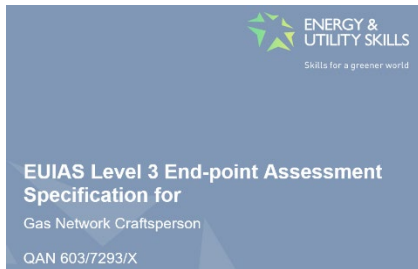 ENERGY &
UTILITY SKILLS
Skills for a greener world
EUIAS Level 3 End-point Assessment
Specification for
Gas Network Craftsperson
QAN 603/7293/X